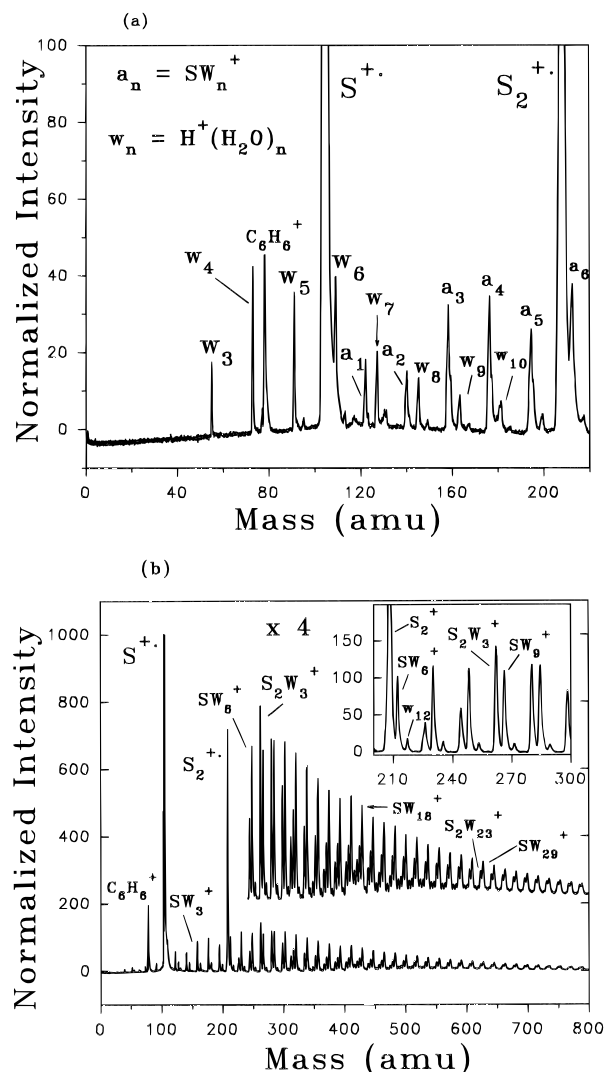 (a)
100
80
60
40
20
0
Normalized Intensity
a_n = SW_n^+
w_n = H^+(H_2O)_n
S^{+.}
S_2^{+.}
w_3
w_4
C_6H_6^+
w_5
w_6
a_1
w_7
a_2
w_8
a_3
w_9
a_4
w_10
a_5
a_6
0 40 80 120 160 200
Mass (amu)
(b)
1000
800
600
400
200
0
Normalized Intensity
S^{+.}
x 4
C_6H_6^+
SW_3^+
S_2^{+.}
SW_8^+
S_2W_3^+
SW_18^+
S_2W_23^+
SW_29^+
150
100
50
0
S_2^+
SW_6^+
w_12
S_2W_3^+
SW_9^+
210 240 270 300
0 100 200 300 400 500 600 700 800
Mass (amu)